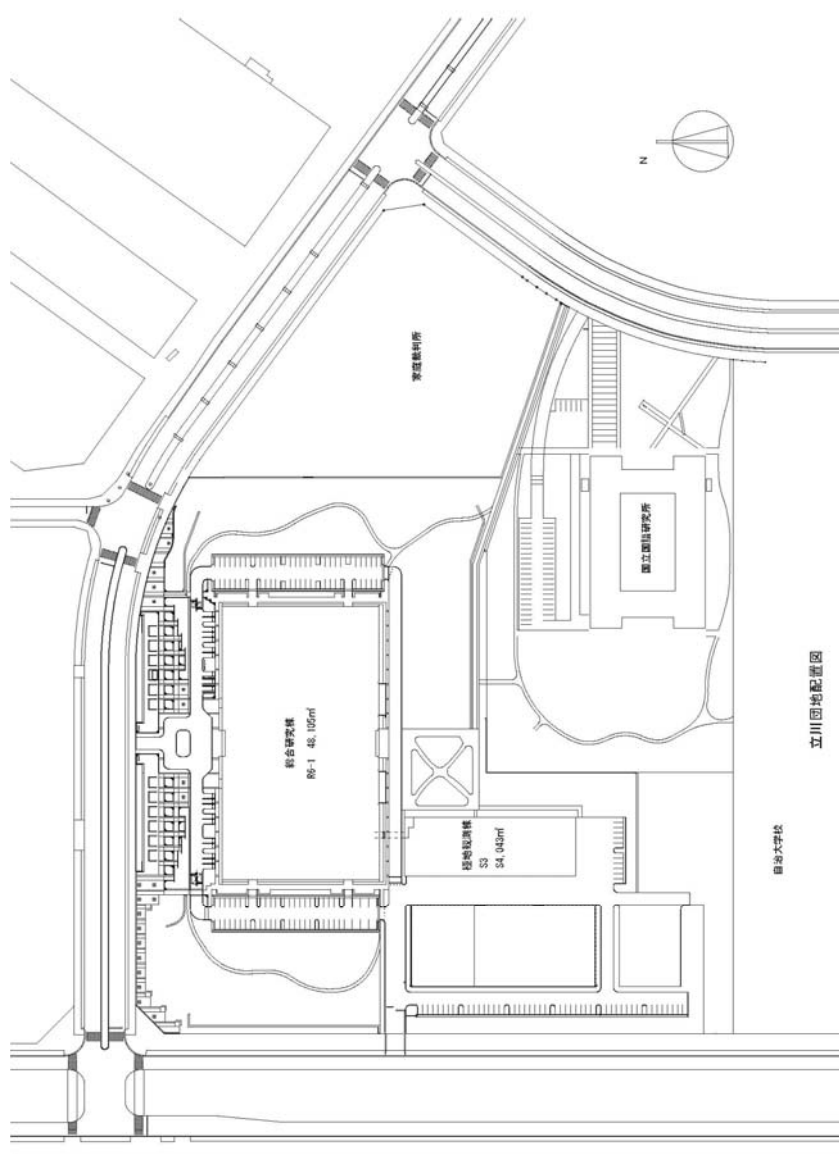 N
家庭裁判所
国立国語研究所
総合研究棟
R6-1 48,105㎡
極地観測棟
S3
S4,043㎡
自治大学校
立川団地配置図